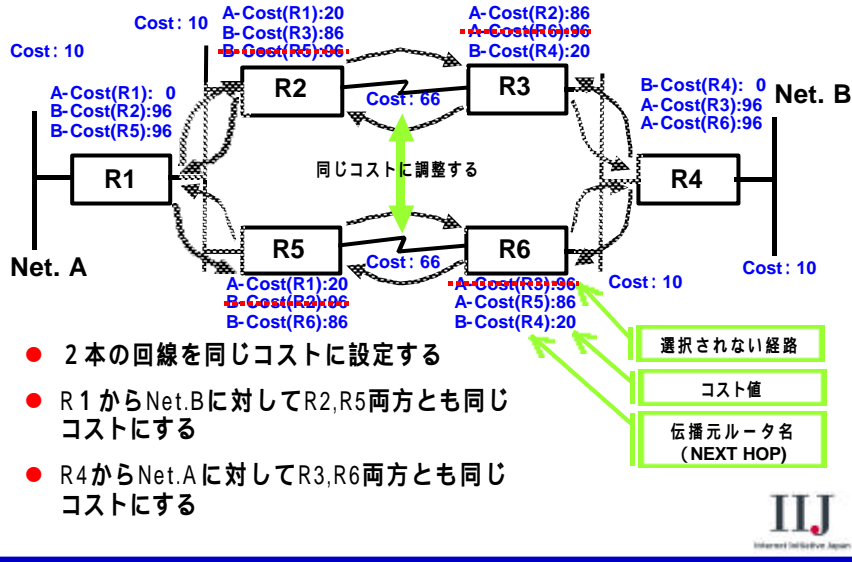 Cost: 10
Cost: 10
A-Cost(R1):20
B-Cost(R3):86
B-Cost(R5):96
A-Cost(R2):86
A-Cost(R6):96
B-Cost(R4):20
A-Cost(R1): 0
B-Cost(R2):96
B-Cost(R5):96
R2
Cost: 66
R3
B-Cost(R4): 0
A-Cost(R3):96
A-Cost(R6):96
Net. B
R1
同じコストに調整する
R4
Net. A
R5
Cost: 66
R6
A-Cost(R1):20
B-Cost(R2):96
B-Cost(R6):86
A-Cost(R3):96
A-Cost(R5):86
B-Cost(R4):20
Cost: 10
Cost: 10
選択されない経路
コスト値
伝播元ルータ名
(NEXT HOP)
● 2本の回線を同じコストに設定する
● R1からNet.Bに対してR2,R5両方とも同じ
コストにする
● R4からNet.Aに対してR3,R6両方とも同じ
コストにする
IIJ
Internet Initiative Japan